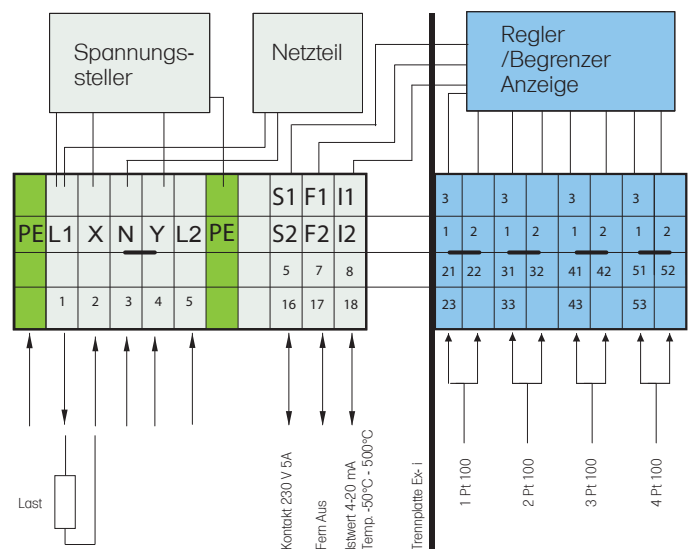 Spannungs-
steller
Netzteil
Regler
/Begrenzer
Anzeige
S1 F1 I1
3 3 3 3
PE L1 X N Y L2 PE S2 F2 I2
1 2 1 2 1 2 1 2
5 7 8
21 22 31 32 41 42 51 52
1 2 3 4 5 16 17 18
23 33 43 53
Last
Kontakt 230 V 5A
Fern Aus
Istwert 4-20 mA
Temp. -50°C - 500°C
Trennplatte Ex- i
1 Pt 100
2 Pt 100
3 Pt 100
4 Pt 100